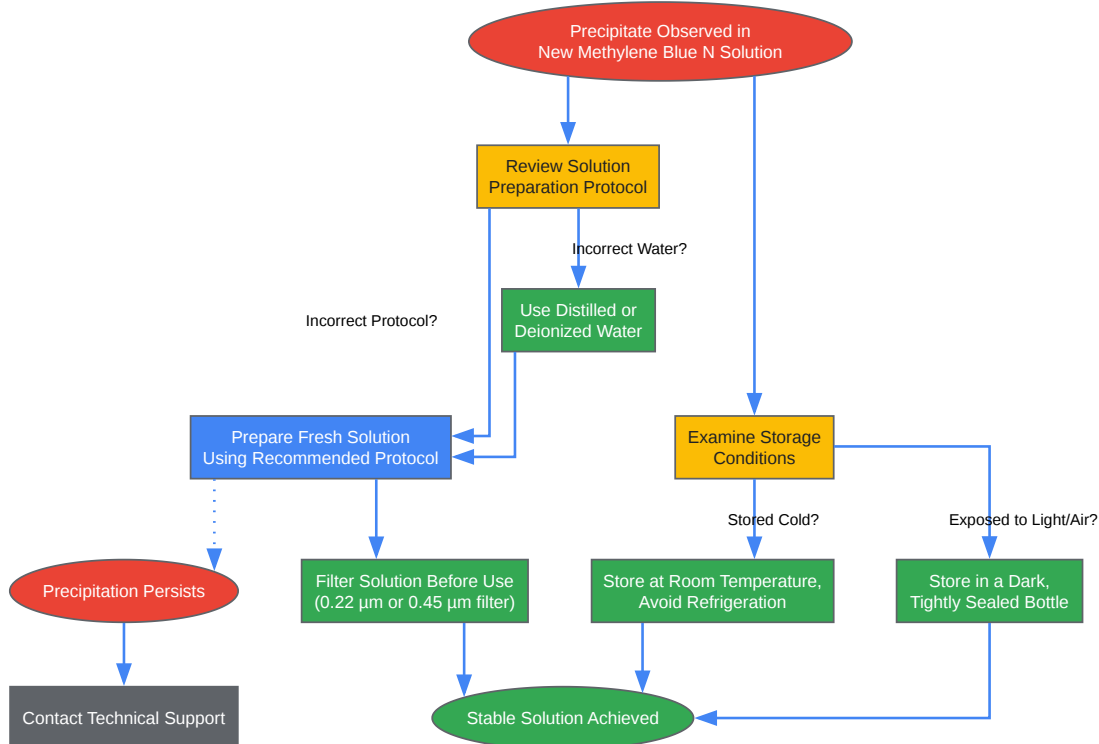 Precipitate Observed in
New Methylene Blue N Solution
Review Solution
Preparation Protocol
Incorrect Water?
Use Distilled or
Deionized Water
Incorrect Protocol?
Prepare Fresh Solution
Using Recommended Protocol
Examine Storage
Conditions
Stored Cold?
Exposed to Light/Air?
Precipitation Persists
Filter Solution Before Use
(0.22 µm or 0.45 µm filter)
Store at Room Temperature,
Avoid Refrigeration
Store in a Dark,
Tightly Sealed Bottle
Contact Technical Support
Stable Solution Achieved